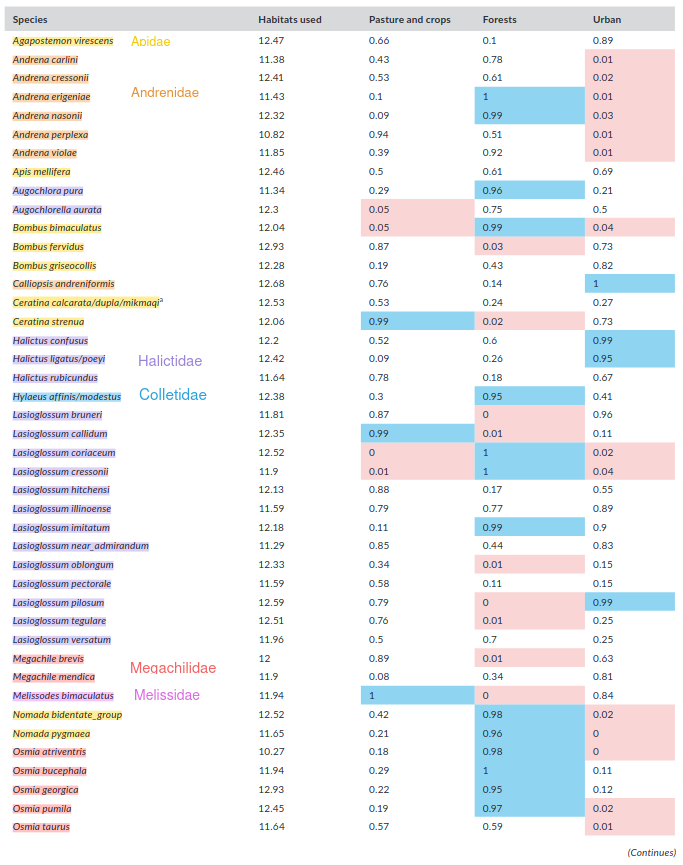 Species Habitats used Pasture and crops Forests Urban
Agapostemon virescens Apidae 12.47 0.66 0.1 0.89
Andrena carlini 11.38 0.43 0.78 0.01
Andrena cressonii 12.41 0.53 0.61 0.02
Andrena erigeniae Andrenidae 11.43 0.1 1 0.01
Andrena nasonii 12.32 0.09 0.99 0.03
Andrena perplexa 10.82 0.94 0.51 0.01
Andrena violae 11.85 0.39 0.92 0.01
Apis mellifera 12.46 0.5 0.61 0.69
Augochlora pura 11.34 0.29 0.96 0.21
Augochlorella aurata 12.3 0.05 0.75 0.5
Bombus bimaculatus 12.04 0.05 0.99 0.04
Bombus fervidus 12.93 0.87 0.03 0.73
Bombus griseocollis 12.28 0.19 0.43 0.82
Calliopsis andreniformis 12.68 0.76 0.14 1
Ceratina calcarata/dupla/mikmaqiᵃ 12.53 0.53 0.24 0.27
Ceratina strenua 12.06 0.99 0.02 0.73
Halictus confusus 12.2 0.52 0.6 0.99
Halictus ligatus/poeyi Halictidae 12.42 0.09 0.26 0.95
Halictus rubicundus 11.64 0.78 0.18 0.67
Hylaeus affinis/modestus Colletidae 12.38 0.3 0.95 0.41
Lasioglossum bruneri 11.81 0.87 0 0.96
Lasioglossum callidum 12.35 0.99 0.01 0.11
Lasioglossum coriaceum 12.52 0 1 0.02
Lasioglossum cressonii 11.9 0.01 1 0.04
Lasioglossum hitchensi 12.13 0.88 0.17 0.55
Lasioglossum illinoense 11.59 0.79 0.77 0.89
Lasioglossum imitatum 12.18 0.11 0.99 0.9
Lasioglossum near_admirandum 11.29 0.85 0.44 0.83
Lasioglossum oblongum 12.33 0.34 0.01 0.15
Lasioglossum pectorale 11.59 0.58 0.11 0.15
Lasioglossum pilosum 12.59 0.79 0 0.99
Lasioglossum tegulare 12.51 0.76 0.01 0.25
Lasioglossum versatum 11.96 0.5 0.7 0.25
Megachile brevis 12 0.89 0.01 0.63
Megachilidae
Megachile mendica 11.9 0.08 0.34 0.81
Melissodes bimaculatus Melissidae 11.94 1 0 0.84
Nomada bidentate_group 12.52 0.42 0.98 0.02
Nomada pygmaea 11.65 0.21 0.96 0
Osmia atriventris 10.27 0.18 0.98 0
Osmia bucephala 11.94 0.29 1 0.11
Osmia georgica 12.93 0.22 0.95 0.12
Osmia pumila 12.45 0.19 0.97 0.02
Osmia taurus 11.64 0.57 0.59 0.01
(Continues)